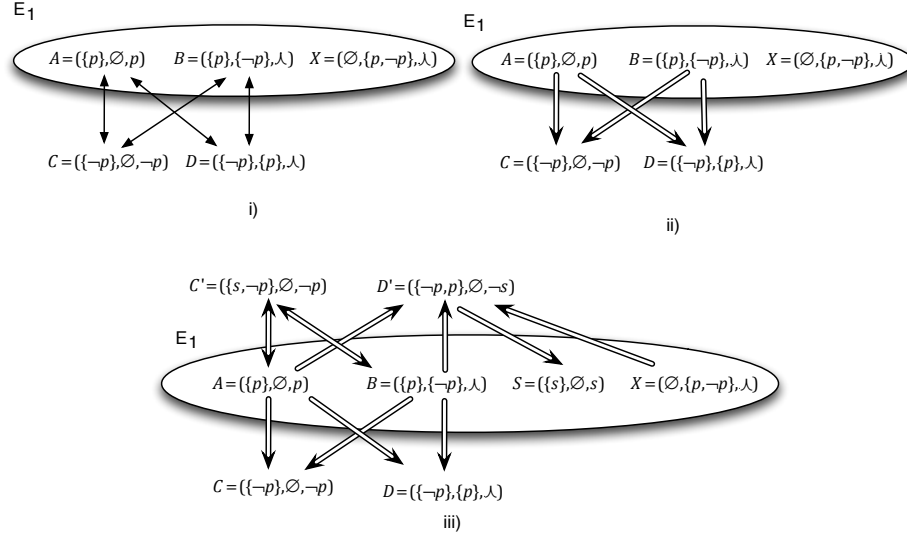 E₁
A=({p},∅,p) B=({p},{¬p},⅄) X=(∅,{p,¬p},⅄)
C=({¬p},∅,¬p) D=({¬p},{p},⅄)
i)
E₁
A=({p},∅,p) B=({p},{¬p},⅄) X=(∅,{p,¬p},⅄)
C=({¬p},∅,¬p) D=({¬p},{p},⅄)
ii)
C'=({s,¬p},∅,¬p) D'=({¬p,p},∅,¬s)
E₁
A=({p},∅,p) B=({p},{¬p},⅄) S=({s},∅,s) X=(∅,{p,¬p},⅄)
C=({¬p},∅,¬p) D=({¬p},{p},⅄)
iii)